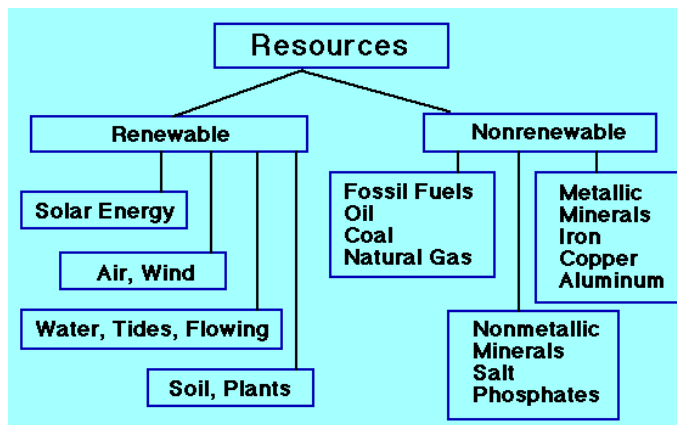 Resources
Renewable
Nonrenewable
Solar Energy
Air, Wind
Water, Tides, Flowing
Soil, Plants
Fossil Fuels
Oil
Coal
Natural Gas
Metallic
Minerals
Iron
Copper
Aluminum
Nonmetallic
Minerals
Salt
Phosphates